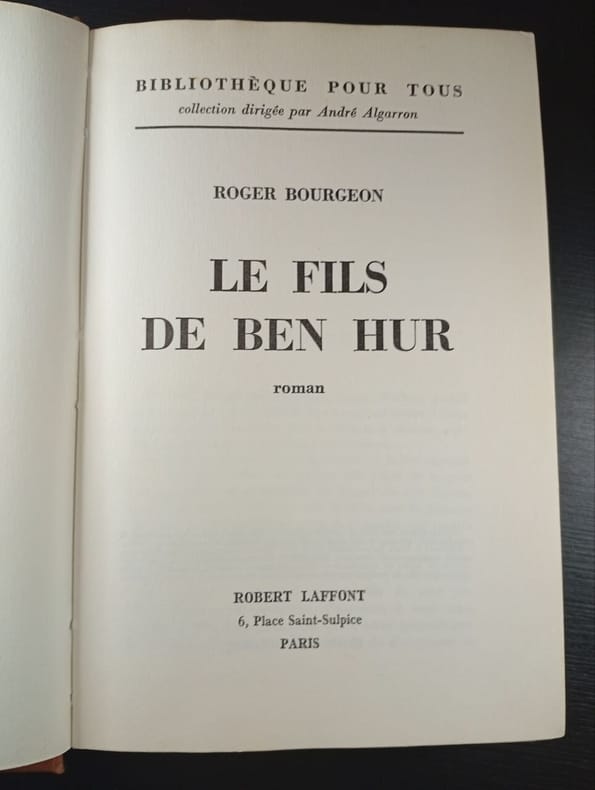 BIBLIOTHÈQUE POUR TOUS
collection dirigée par André Algarron
ROGER BOURGEON
LE FILS
DE BEN HUR
roman
ROBERT LAFFONT
6, Place Saint-Sulpice
PARIS